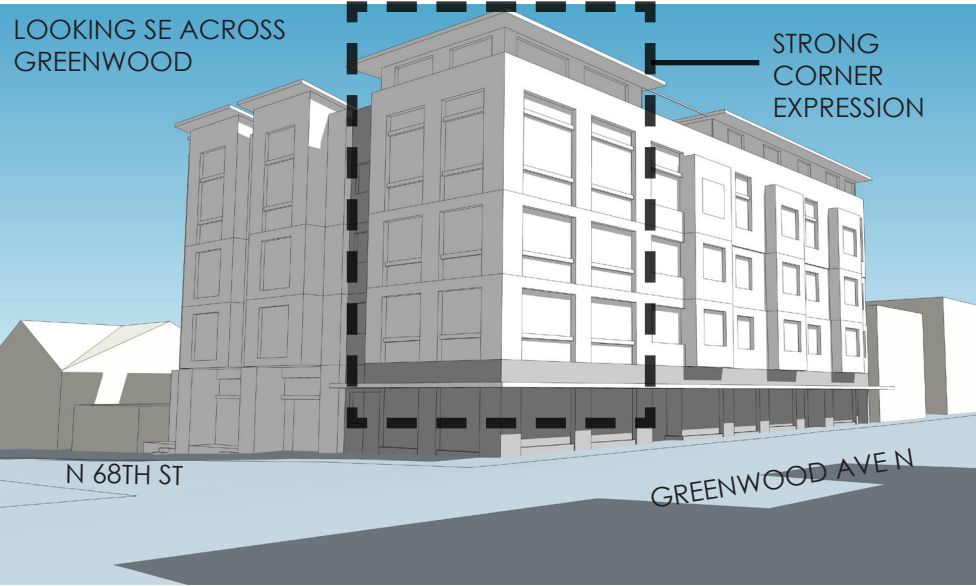 LOOKING SE ACROSS
GREENWOOD
STRONG
CORNER
EXPRESSION
N 68TH ST
GREENWOOD AVE N